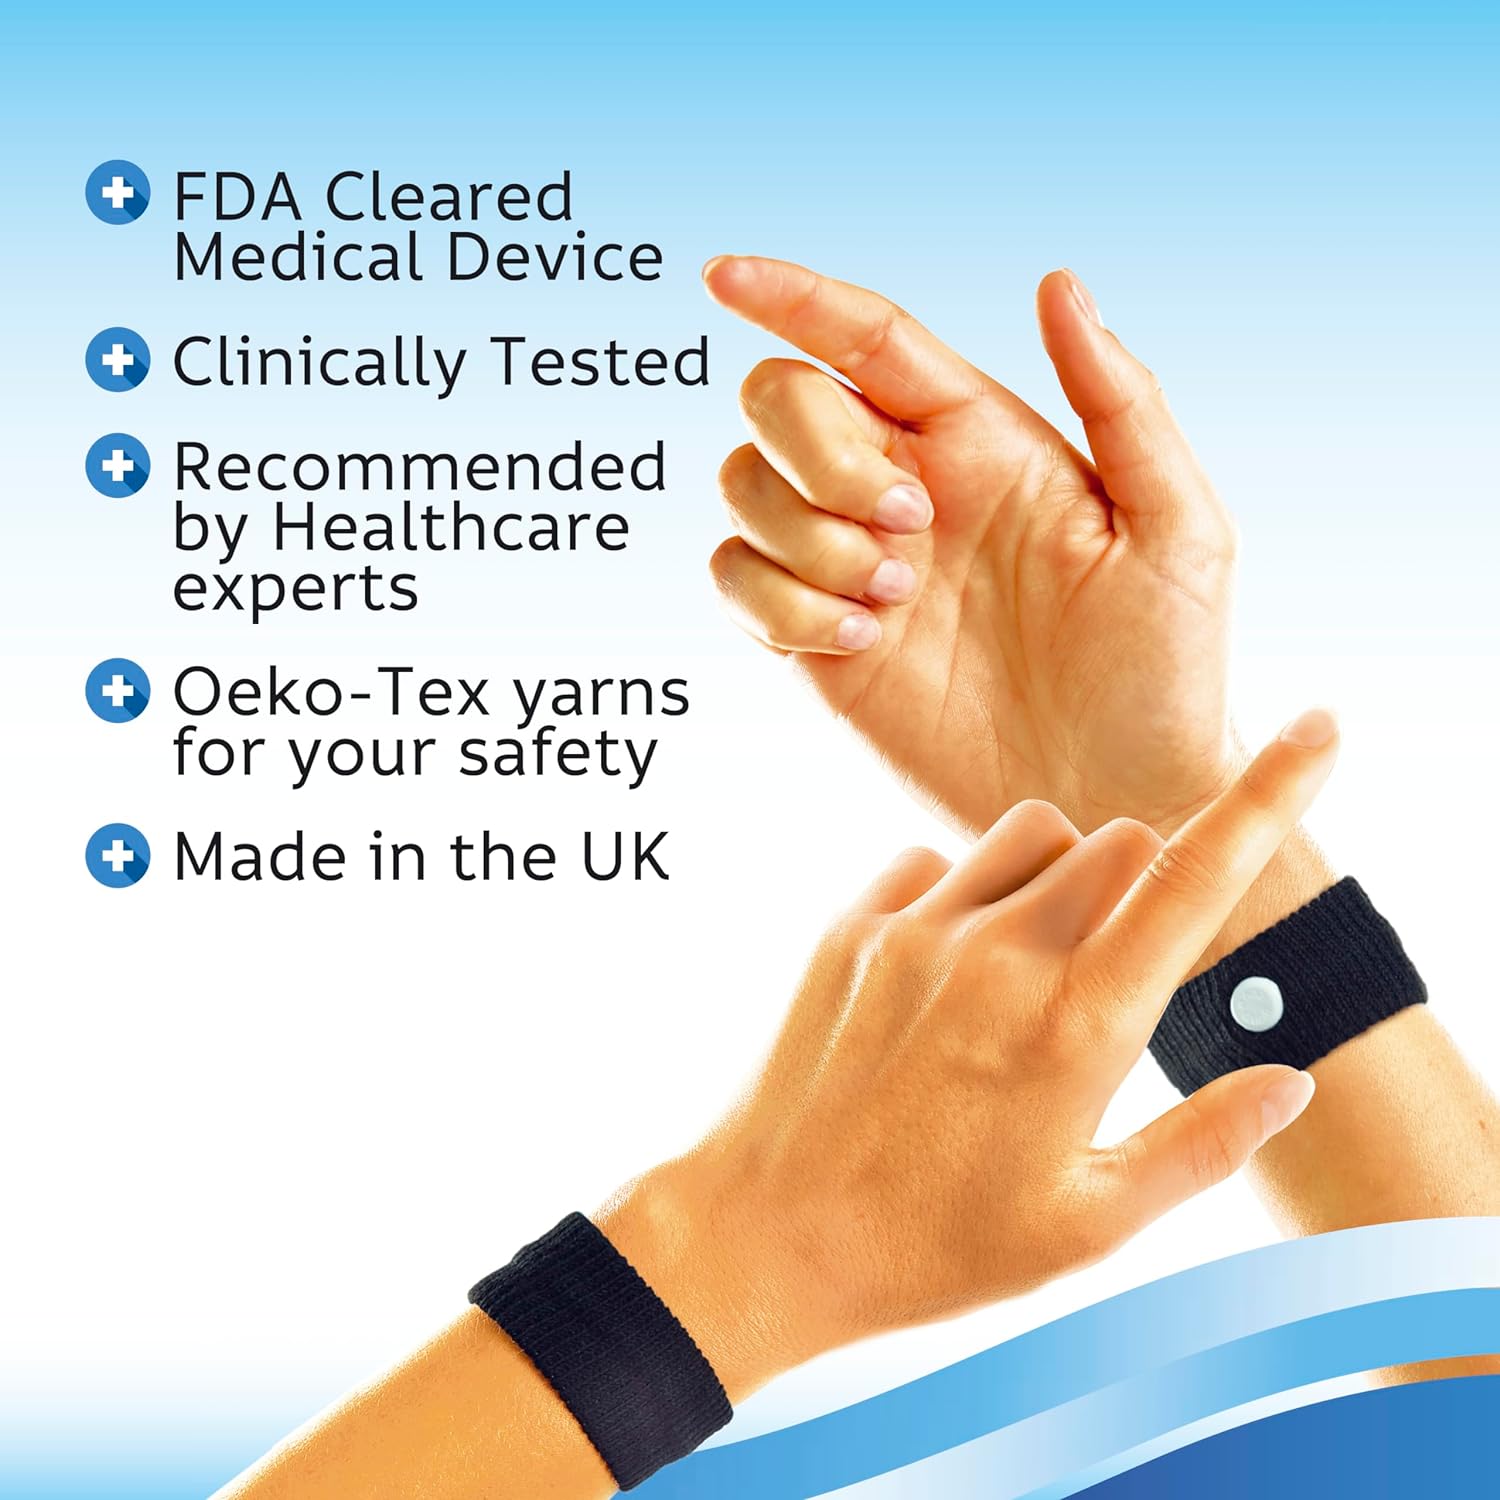 FDA Cleared
Medical Device
Clinically Tested
Recommended
by Healthcare
experts
Oeko-Tex yarns
for your safety
Made in the UK